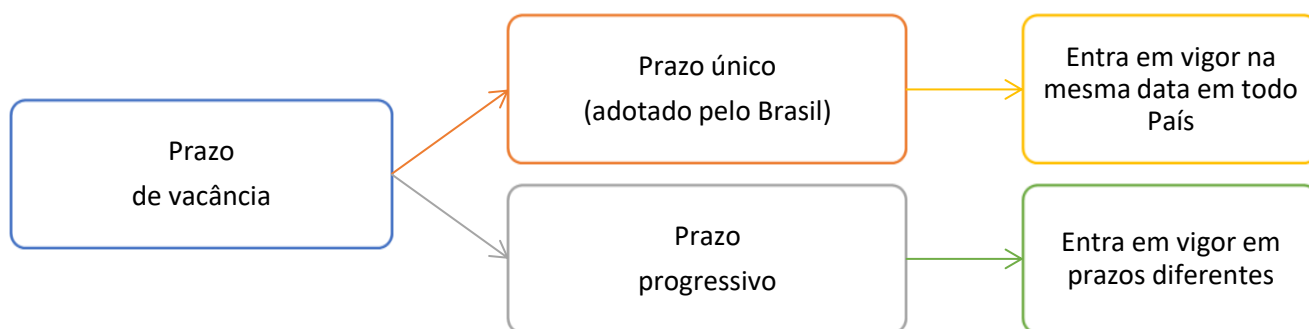 Prazo
de vacância
Prazo único
(adotado pelo Brasil)
Entra em vigor na
mesma data em todo
País
Prazo
progressivo
Entra em vigor em
prazos diferentes